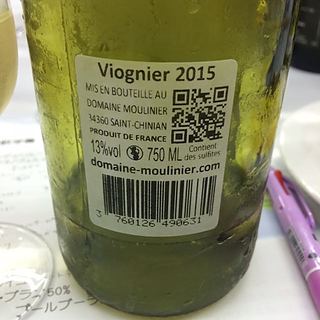 Viognier 2015
MIS EN BOUTEILLE AU
DOMAINE MOULINIER
34360 SAINT-CHINIAN
PRODUIT DE FRANCE
13%vol 750 ML Contient des sulfites
domaine-moulinier.com
3 760126 490631
50%